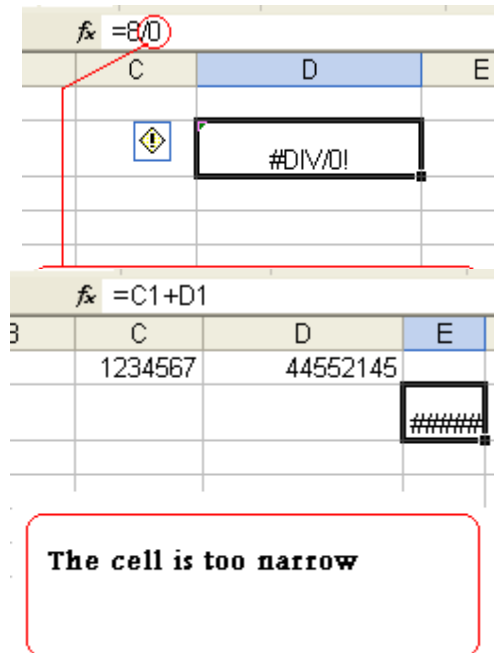 fx =8/0
C D E
#DIV/0!
fx =C1+D1
C D E
1234567 44552145
#####
The cell is too narrow